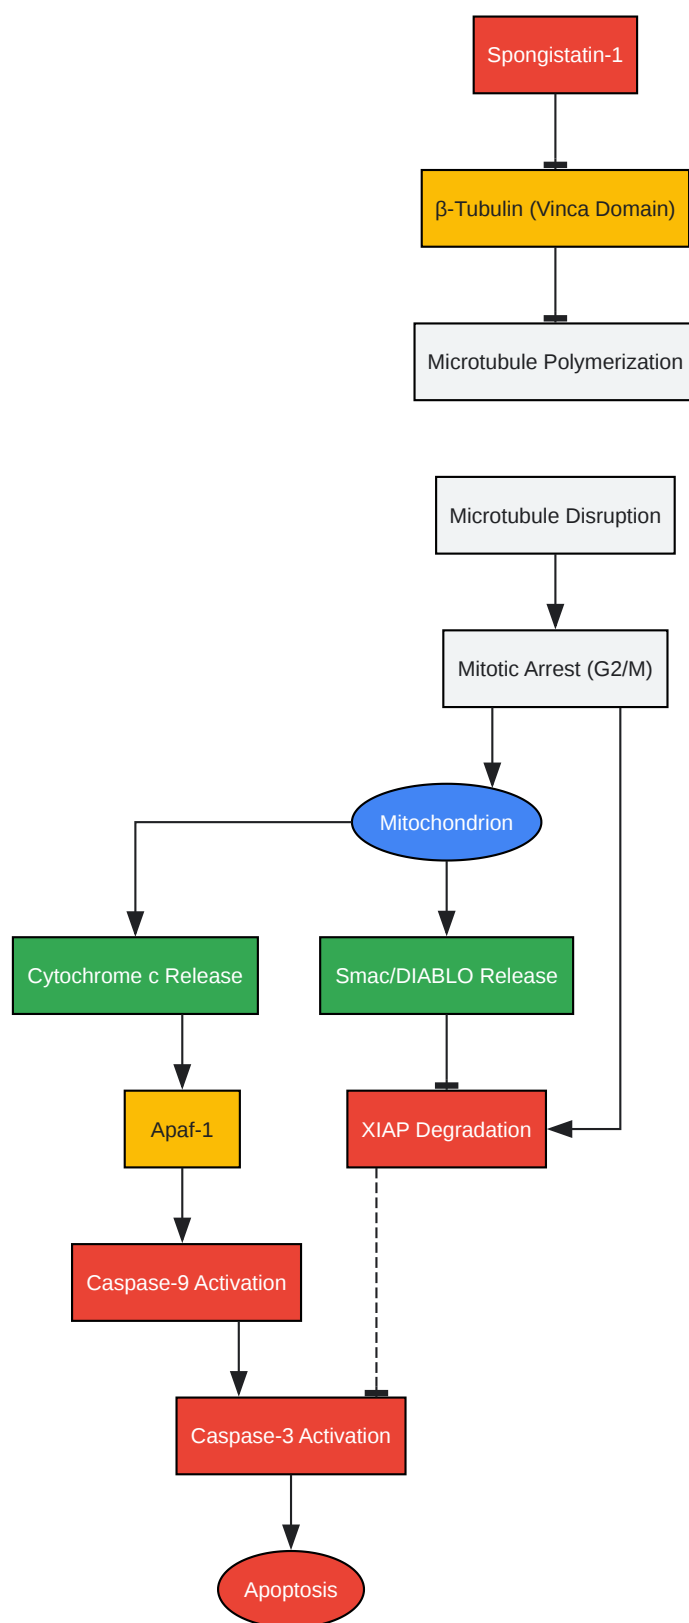 Spongistatin-1
β-Tubulin (Vinca Domain)
Microtubule Polymerization
Microtubule Disruption
Mitotic Arrest (G2/M)
Mitochondrion
Cytochrome c Release
Smac/DIABLO Release
Apaf-1
XIAP Degradation
Caspase-9 Activation
Caspase-3 Activation
Apoptosis